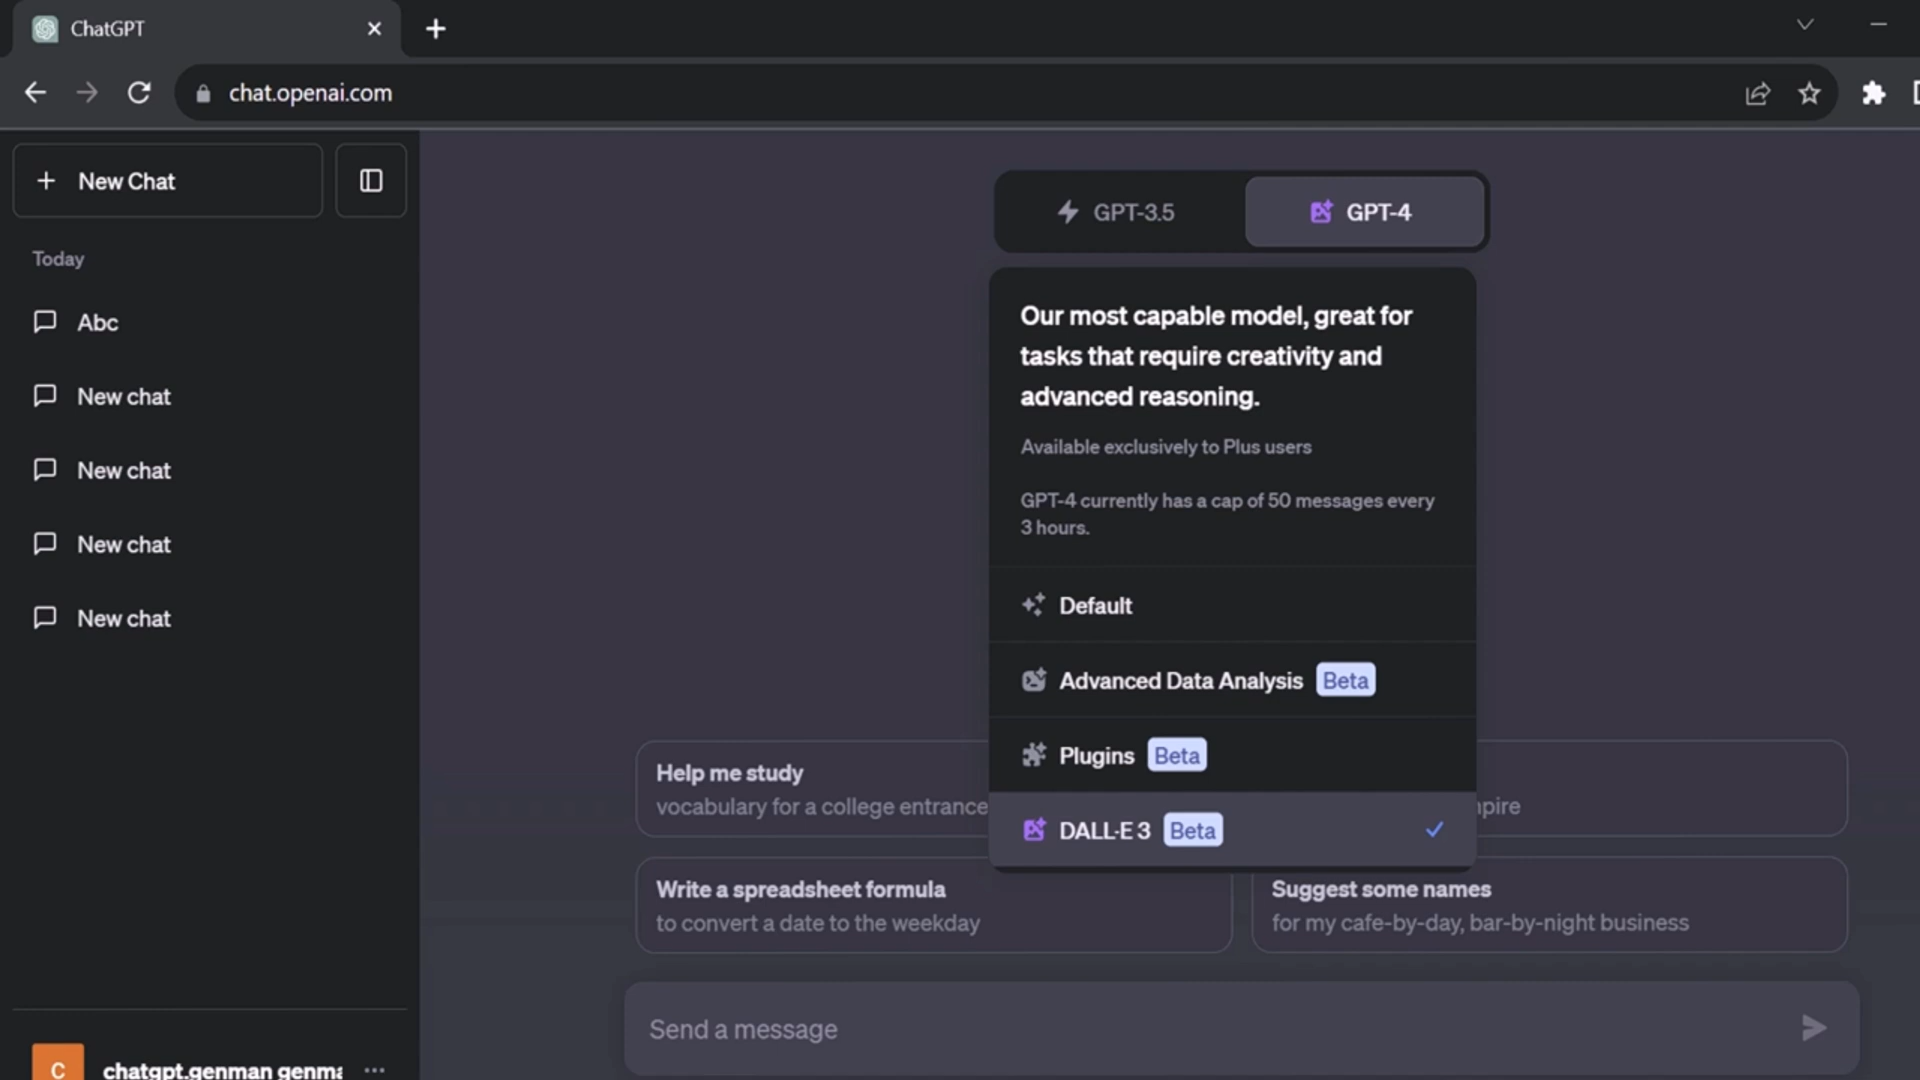 ChatGPT
chat.openai.com
New Chat
Today
Abc
New chat
New chat
New chat
New chat
chatgpt.genman genma
C
GPT-3.5
GPT-4
Our most capable model, great for
tasks that require creativity and
advanced reasoning.
Available exclusively to Plus users
GPT-4 currently has a cap of 50 messages every
3 hours.
Default
Advanced Data Analysis Beta
Plugins Beta
DALL·E 3 Beta
Help me study
vocabulary for a college entrance
Write a spreadsheet formula
to convert a date to the weekday
Suggest some names
for my cafe-by-day, bar-by-night business
Send a message